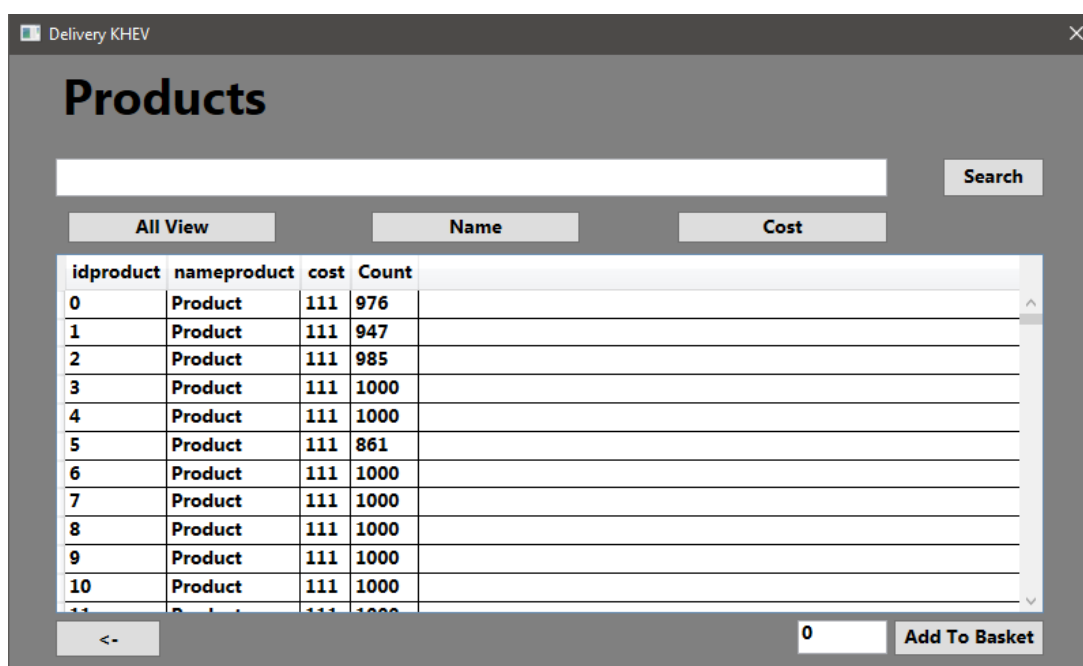 Delivery KHEV
Products
Search
All View Name Cost
idproduct nameproduct cost Count
0 Product 111 976
1 Product 111 947
2 Product 111 985
3 Product 111 1000
4 Product 111 1000
5 Product 111 861
6 Product 111 1000
7 Product 111 1000
8 Product 111 1000
9 Product 111 1000
10 Product 111 1000
<- 0 Add To Basket